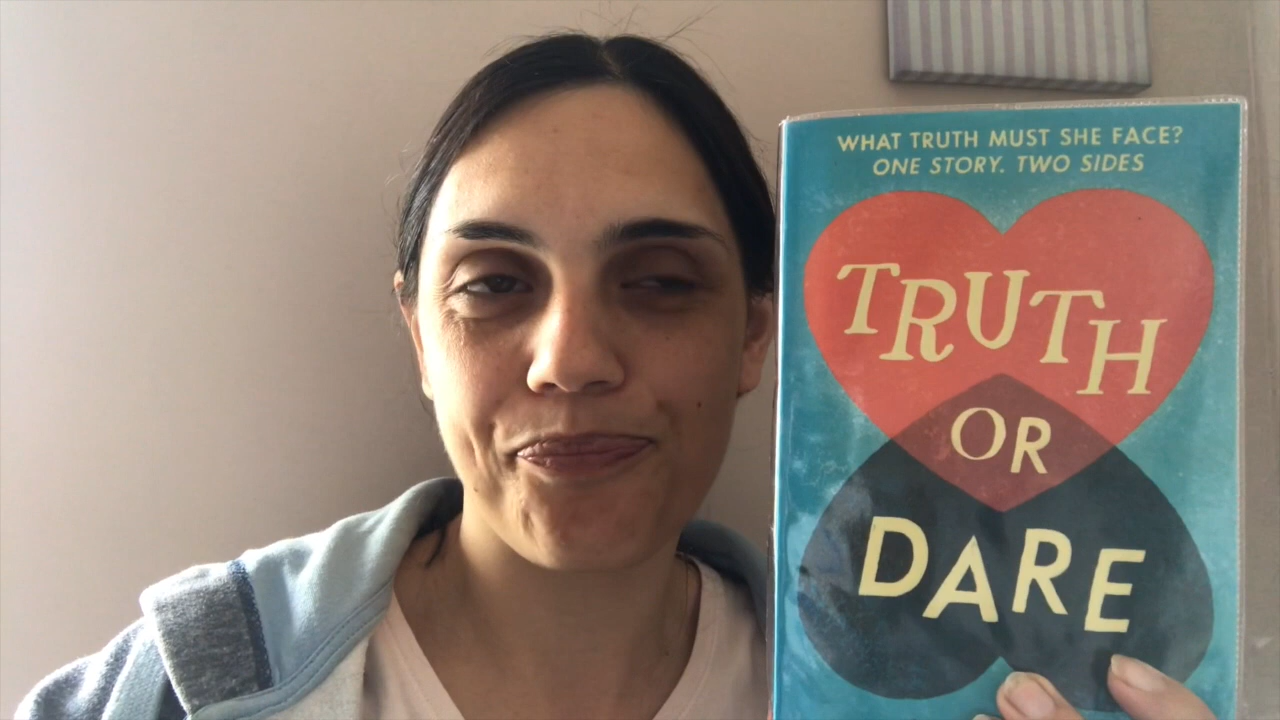 WHAT TRUTH MUST SHE FACE?
ONE STORY. TWO SIDES
TRUTH
OR
DARE